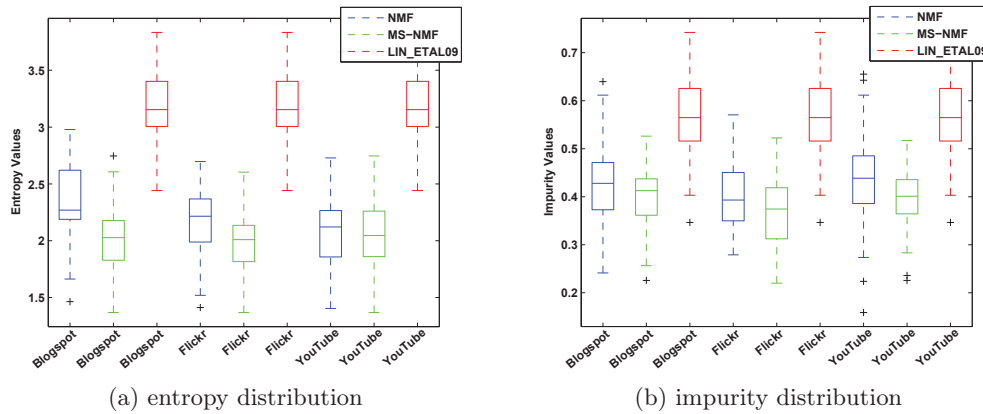 NMF
MS-NMF
LIN_ETAL09
3.5
3
2.5
2
1.5
Entropy Values
Blogspot
Blogspot
Blogspot
Flickr
Flickr
Flickr
YouTube
YouTube
YouTube
(a) entropy distribution
NMF
MS-NMF
LIN_ETAL09
0.7
0.6
0.5
0.4
0.3
0.2
Impurity Values
Blogspot
Blogspot
Blogspot
Flickr
Flickr
Flickr
YouTube
YouTube
YouTube
(b) impurity distribution